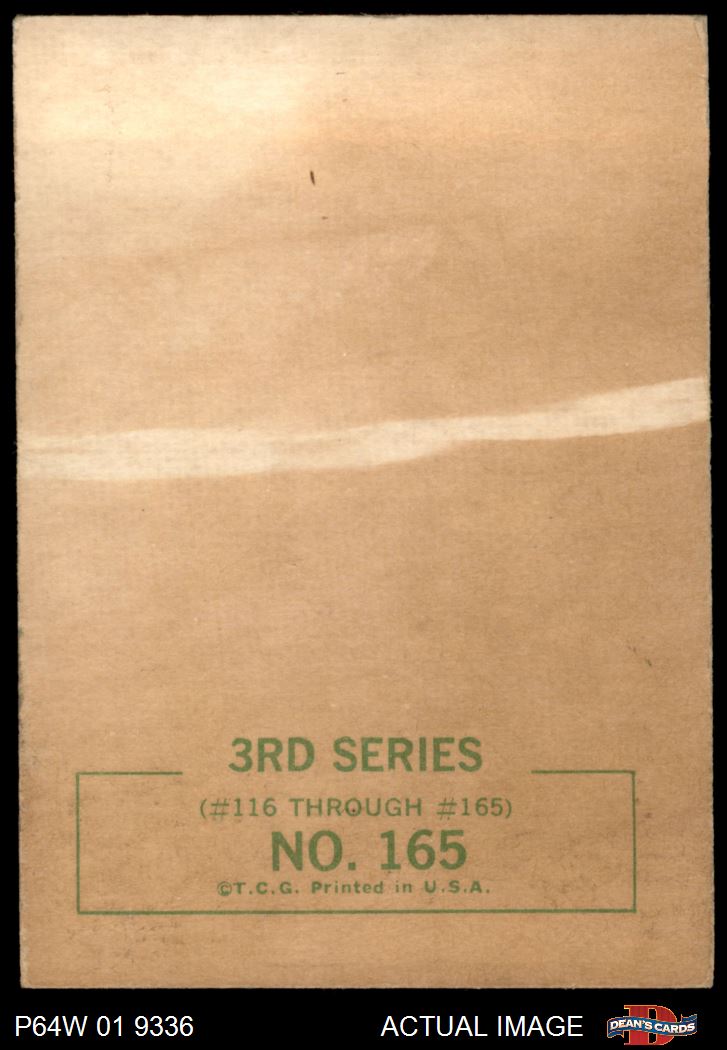 3RD SERIES
(#116 THROUGH #165)
NO. 165
©T.C.G. Printed in U.S.A.
P64W 01 9336
ACTUAL IMAGE
DEAN'S CARDS